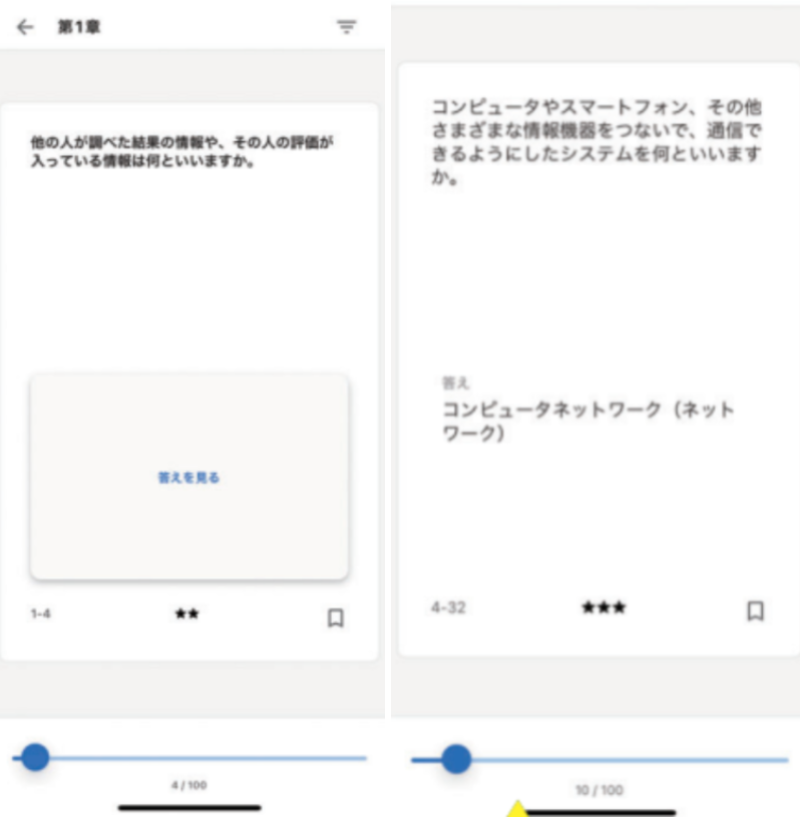 第1章
他の人が調べた結果の情報や、その人の評価が
入っている情報は何といいますか。
答えを見る
1-4
★★
4 / 100
コンピュータやスマートフォン、その他
さまざまな情報機器をつないで、通信で
きるようにしたシステムを何といいます
か。
答え
コンピュータネットワーク（ネット
ワーク）
4-32
★★★
10 / 100